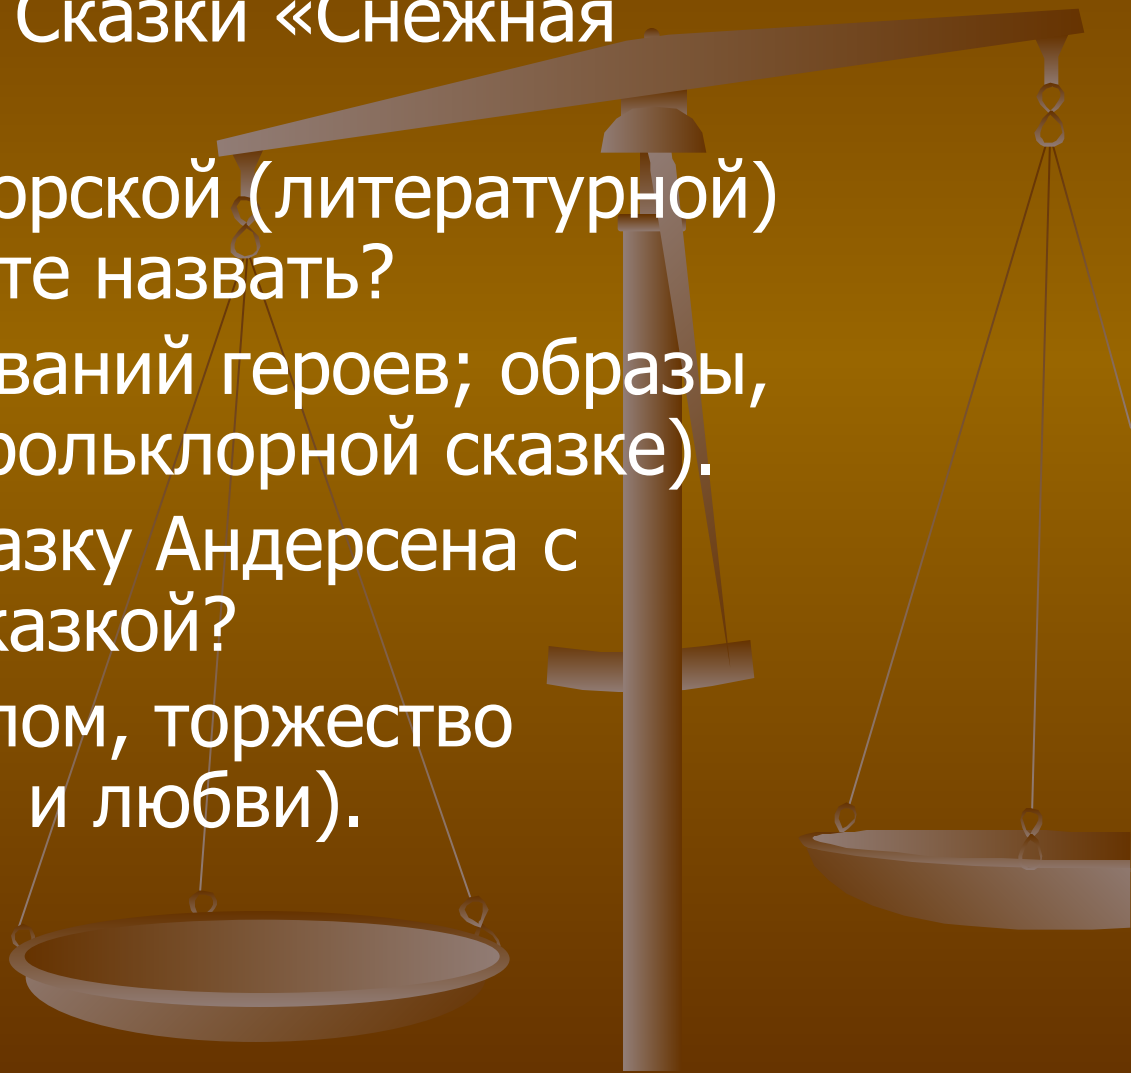 Сказки «Снежная
орской (литературной)
те назвать?
ваний героев; образы,
ольклорной сказке).
азку Андерсена с
казкой?
лом, торжество
и любви).